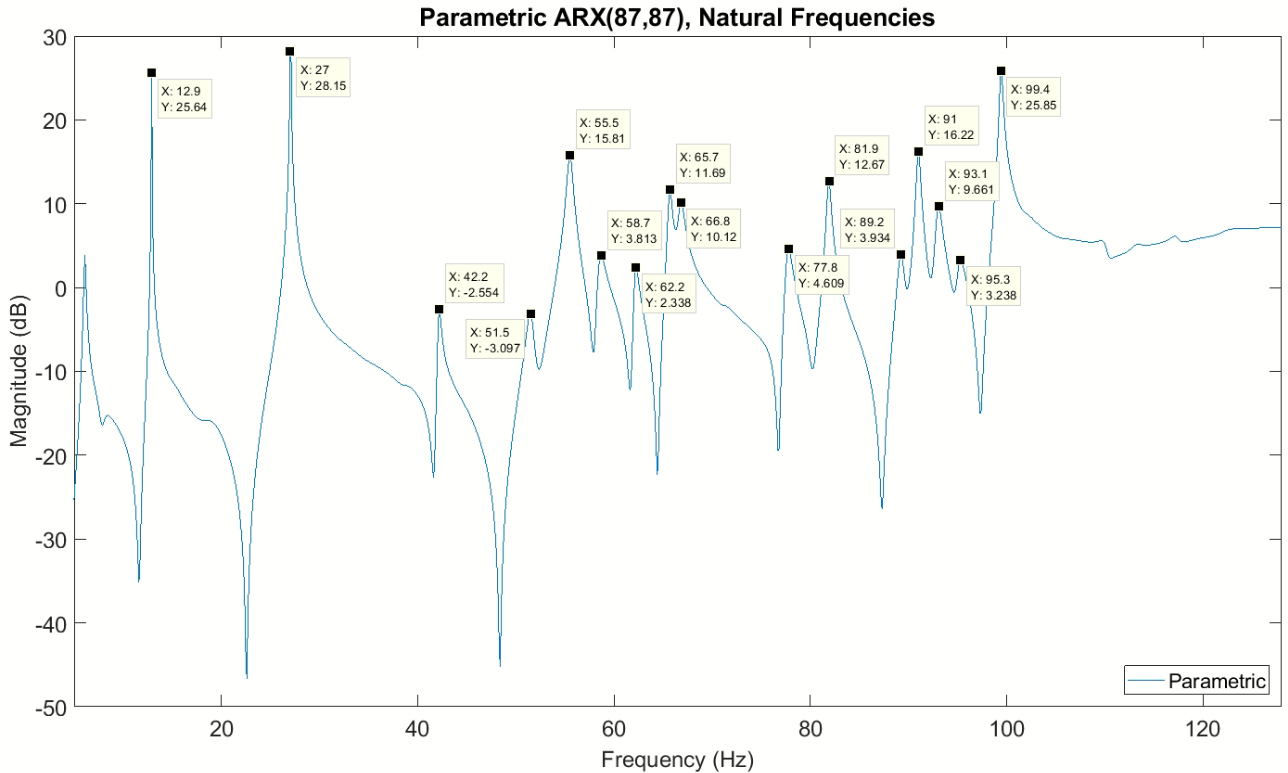 Parametric ARX(87,87), Natural Frequencies
Magnitude (dB)
30
20
10
0
-10
-20
-30
-40
-50
X: 12.9
Y: 25.64
X: 27
Y: 28.15
X: 42.2
Y: -2.554
X: 51.5
Y: -3.097
X: 55.5
Y: 15.81
X: 58.7
Y: 3.813
X: 62.2
Y: 2.338
X: 65.7
Y: 11.69
X: 66.8
Y: 10.12
X: 77.8
Y: 4.609
X: 81.9
Y: 12.67
X: 89.2
Y: 3.934
X: 91
Y: 16.22
X: 93.1
Y: 9.661
X: 95.3
Y: 3.238
X: 99.4
Y: 25.85
Parametric
20
40
60
80
100
120
Frequency (Hz)